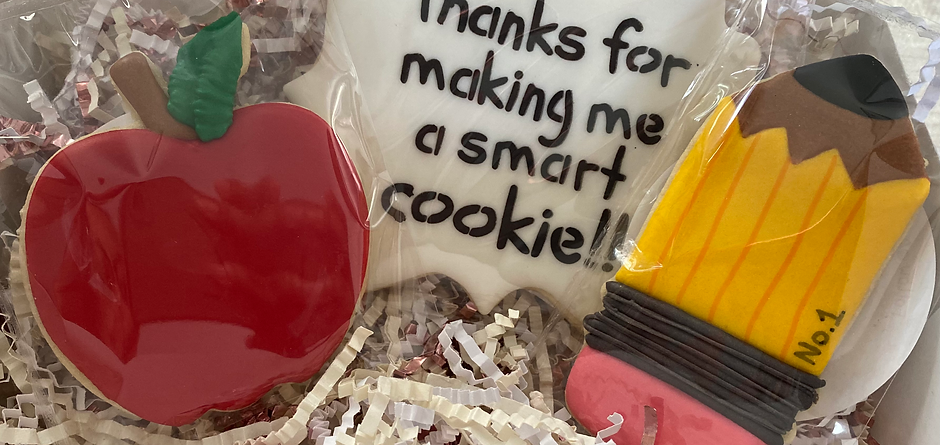 Thanks for
making me
a smart
cookie!!
No.1